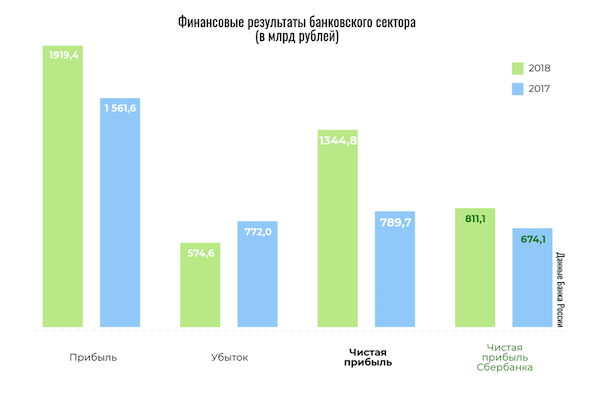 Финансовые результаты банковского сектора
(в млрд рублей)
2018
2017
1919,4
1 561,6
574,6
772,0
1344,8
789,7
811,1
674,1
Данные Банка России
Прибыль
Убыток
Чистая
прибыль
Чистая
прибыль
Сбербанка